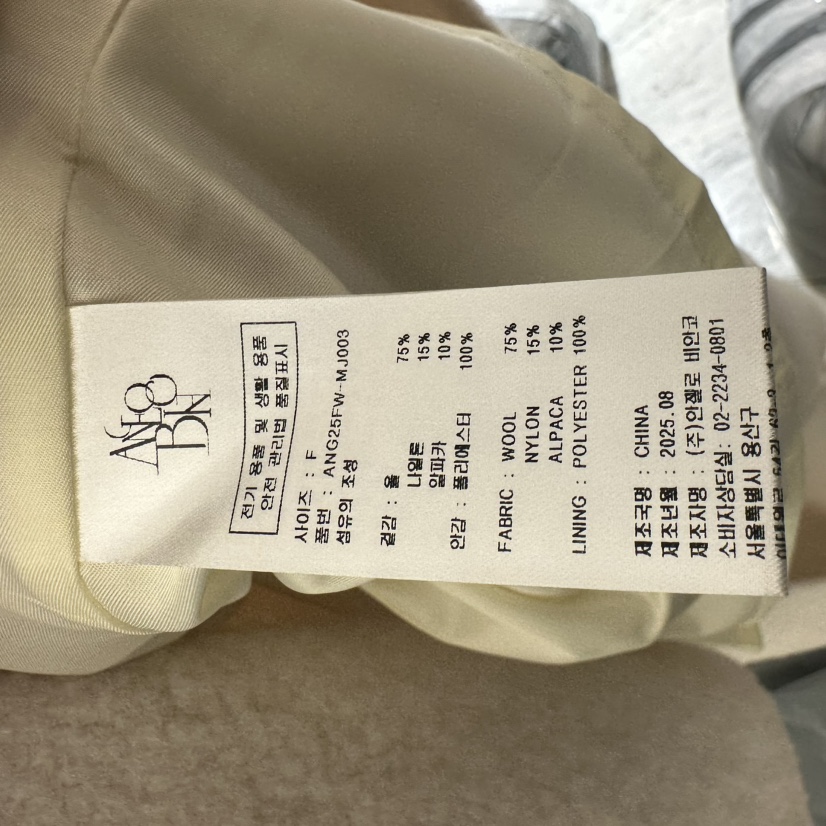 전기 용품 및 생활 용품
안전 관리법 품질표시
사이즈 : F
품번 : ANG25FW-MJ003
섬유의 조성
겉감 : 울 75%
나일론 15%
알파카 10%
안감 : 폴리에스터 100%
FABRIC : WOOL 75%
NYLON 15%
ALPACA 10%
LINING : POLYESTER 100%
제조국명 : CHINA
제조년월 : 2025.08
제조자명 : (주)안젤로 비안코
소비자상담실: 02-2234-0801
서울특별시 용산구